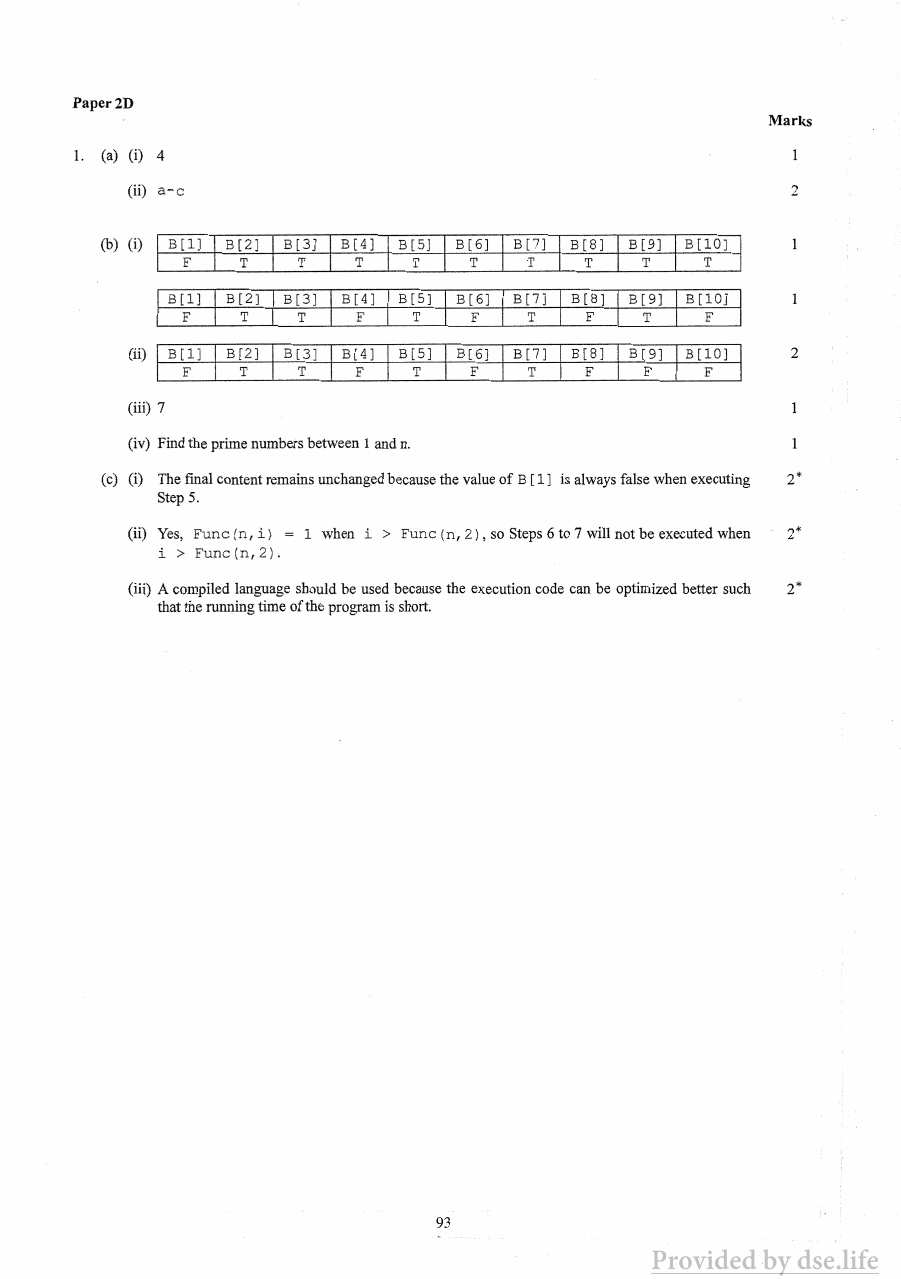 Paper 2D
Marks
1. (a) (i) 4 1
(ii) a-c 2
(b) (i) B[1] B[2] B[3] B[4] B[5] B[6] B[7] B[8] B[9] B[10] 1
F T T T T T T T T T
B[1] B[2] B[3] B[4] B[5] B[6] B[7] B[8] B[9] B[10] 1
F T T F T F T F T F
(ii) B[1] B[2] B[3] B[4] B[5] B[6] B[7] B[8] B[9] B[10] 2
F T T F T F T F F F
(iii) 7 1
(iv) Find the prime numbers between 1 and n. 1
(c) (i) The final content remains unchanged because the value of B[1] is always false when executing 2*
Step 5.
(ii) Yes, Func(n,i) = 1 when i > Func(n,2), so Steps 6 to 7 will not be executed when 2*
i > Func(n,2).
(iii) A compiled language should be used because the execution code can be optimized better such 2*
that the running time of the program is short.
93
Provided by dse.life